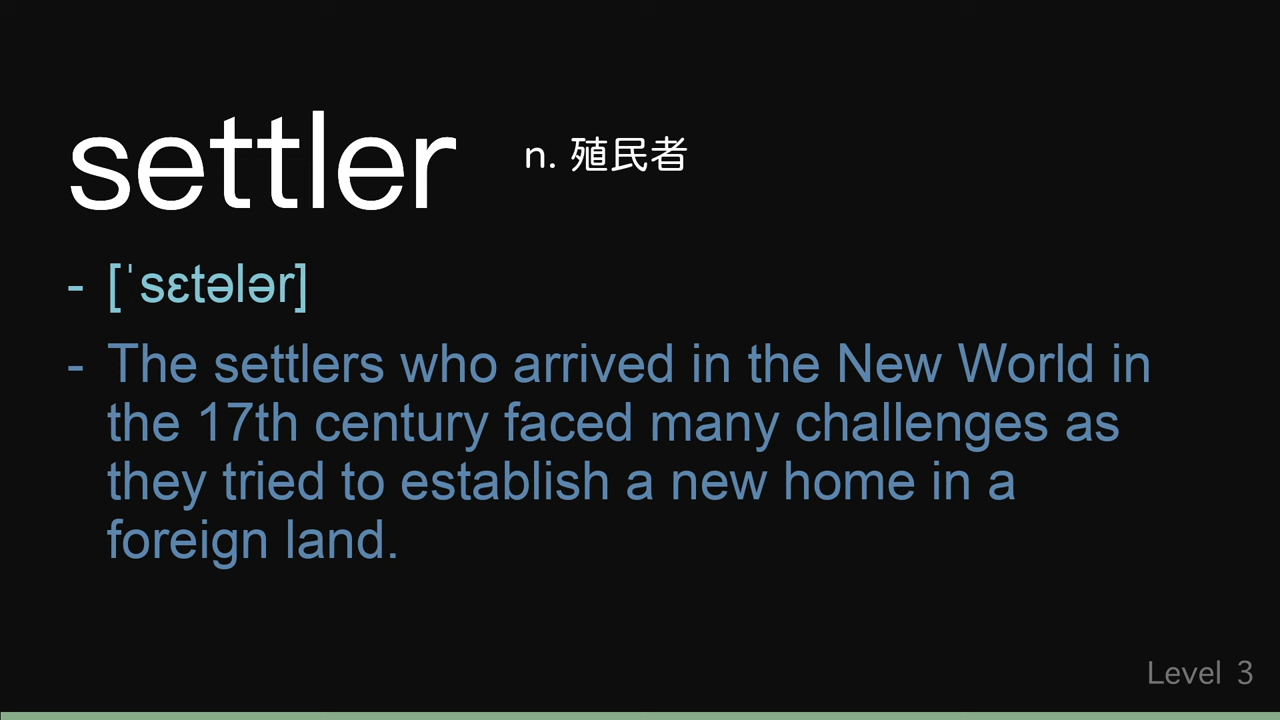 settler n. 殖民者
- [ˈsɛtələr]
- The settlers who arrived in the New World in
the 17th century faced many challenges as
they tried to establish a new home in a
foreign land.
Level 3